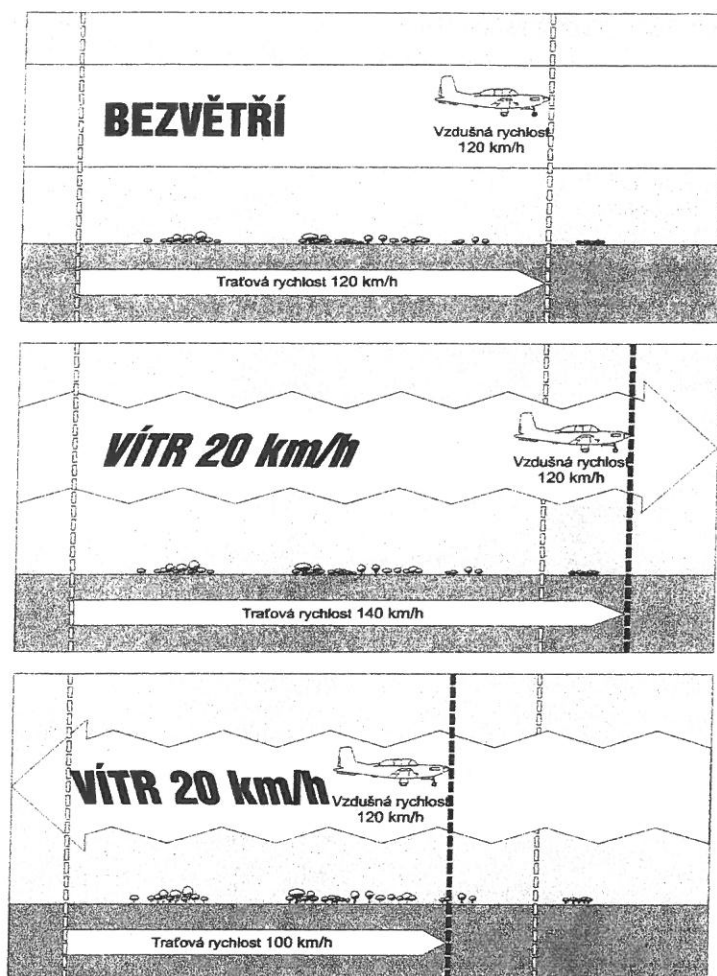 BEZVĚTŘÍ
Vzdušná rychlost
120 km/h
Traťová rychlost 120 km/h
VÍTR 20 km/h
Vzdušná rychlost
120 km/h
Traťová rychlost 140 km/h
VÍTR 20 km/h
Vzdušná rychlost
120 km/h
Traťová rychlost 100 km/h